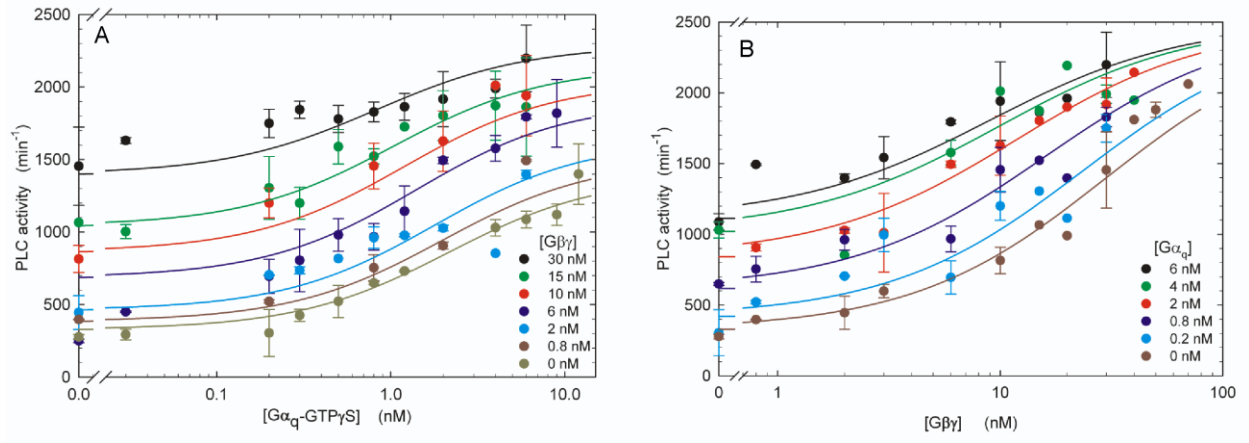 A
PLC activity (min⁻¹)
2500
2000
1500
1000
500
0
0.0
0.1
1.0
10.0
[Gαq-GTPγS] (nM)
[Gβγ]
30 nM
15 nM
10 nM
6 nM
2 nM
0.8 nM
0 nM
B
PLC activity (min⁻¹)
2500
2000
1500
1000
500
0
0
1
10
100
[Gβγ] (nM)
[Gαq]
6 nM
4 nM
2 nM
0.8 nM
0.2 nM
0 nM